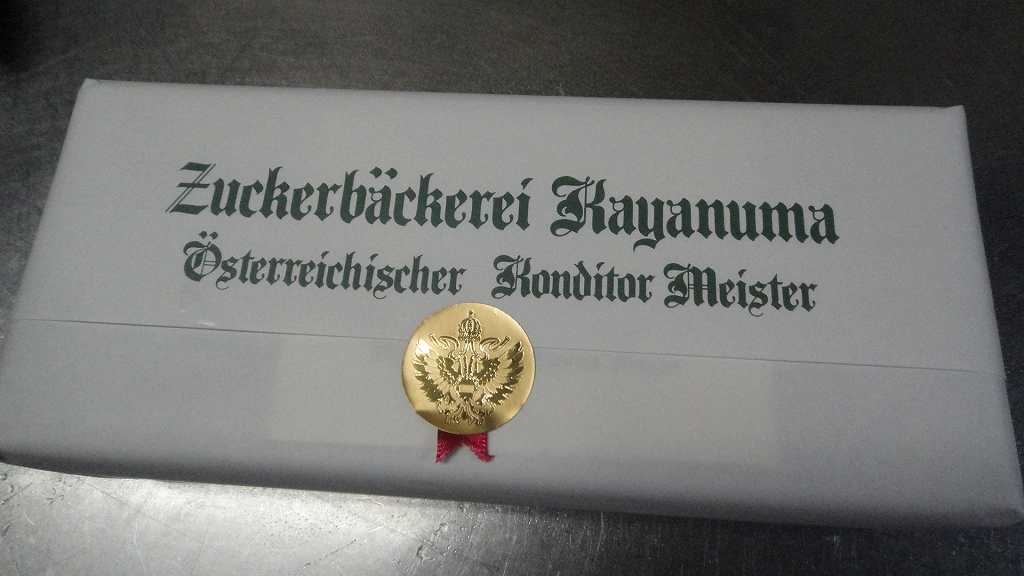 Zuckerbäckerei Kayanuma
Österreichischer Konditor Meister